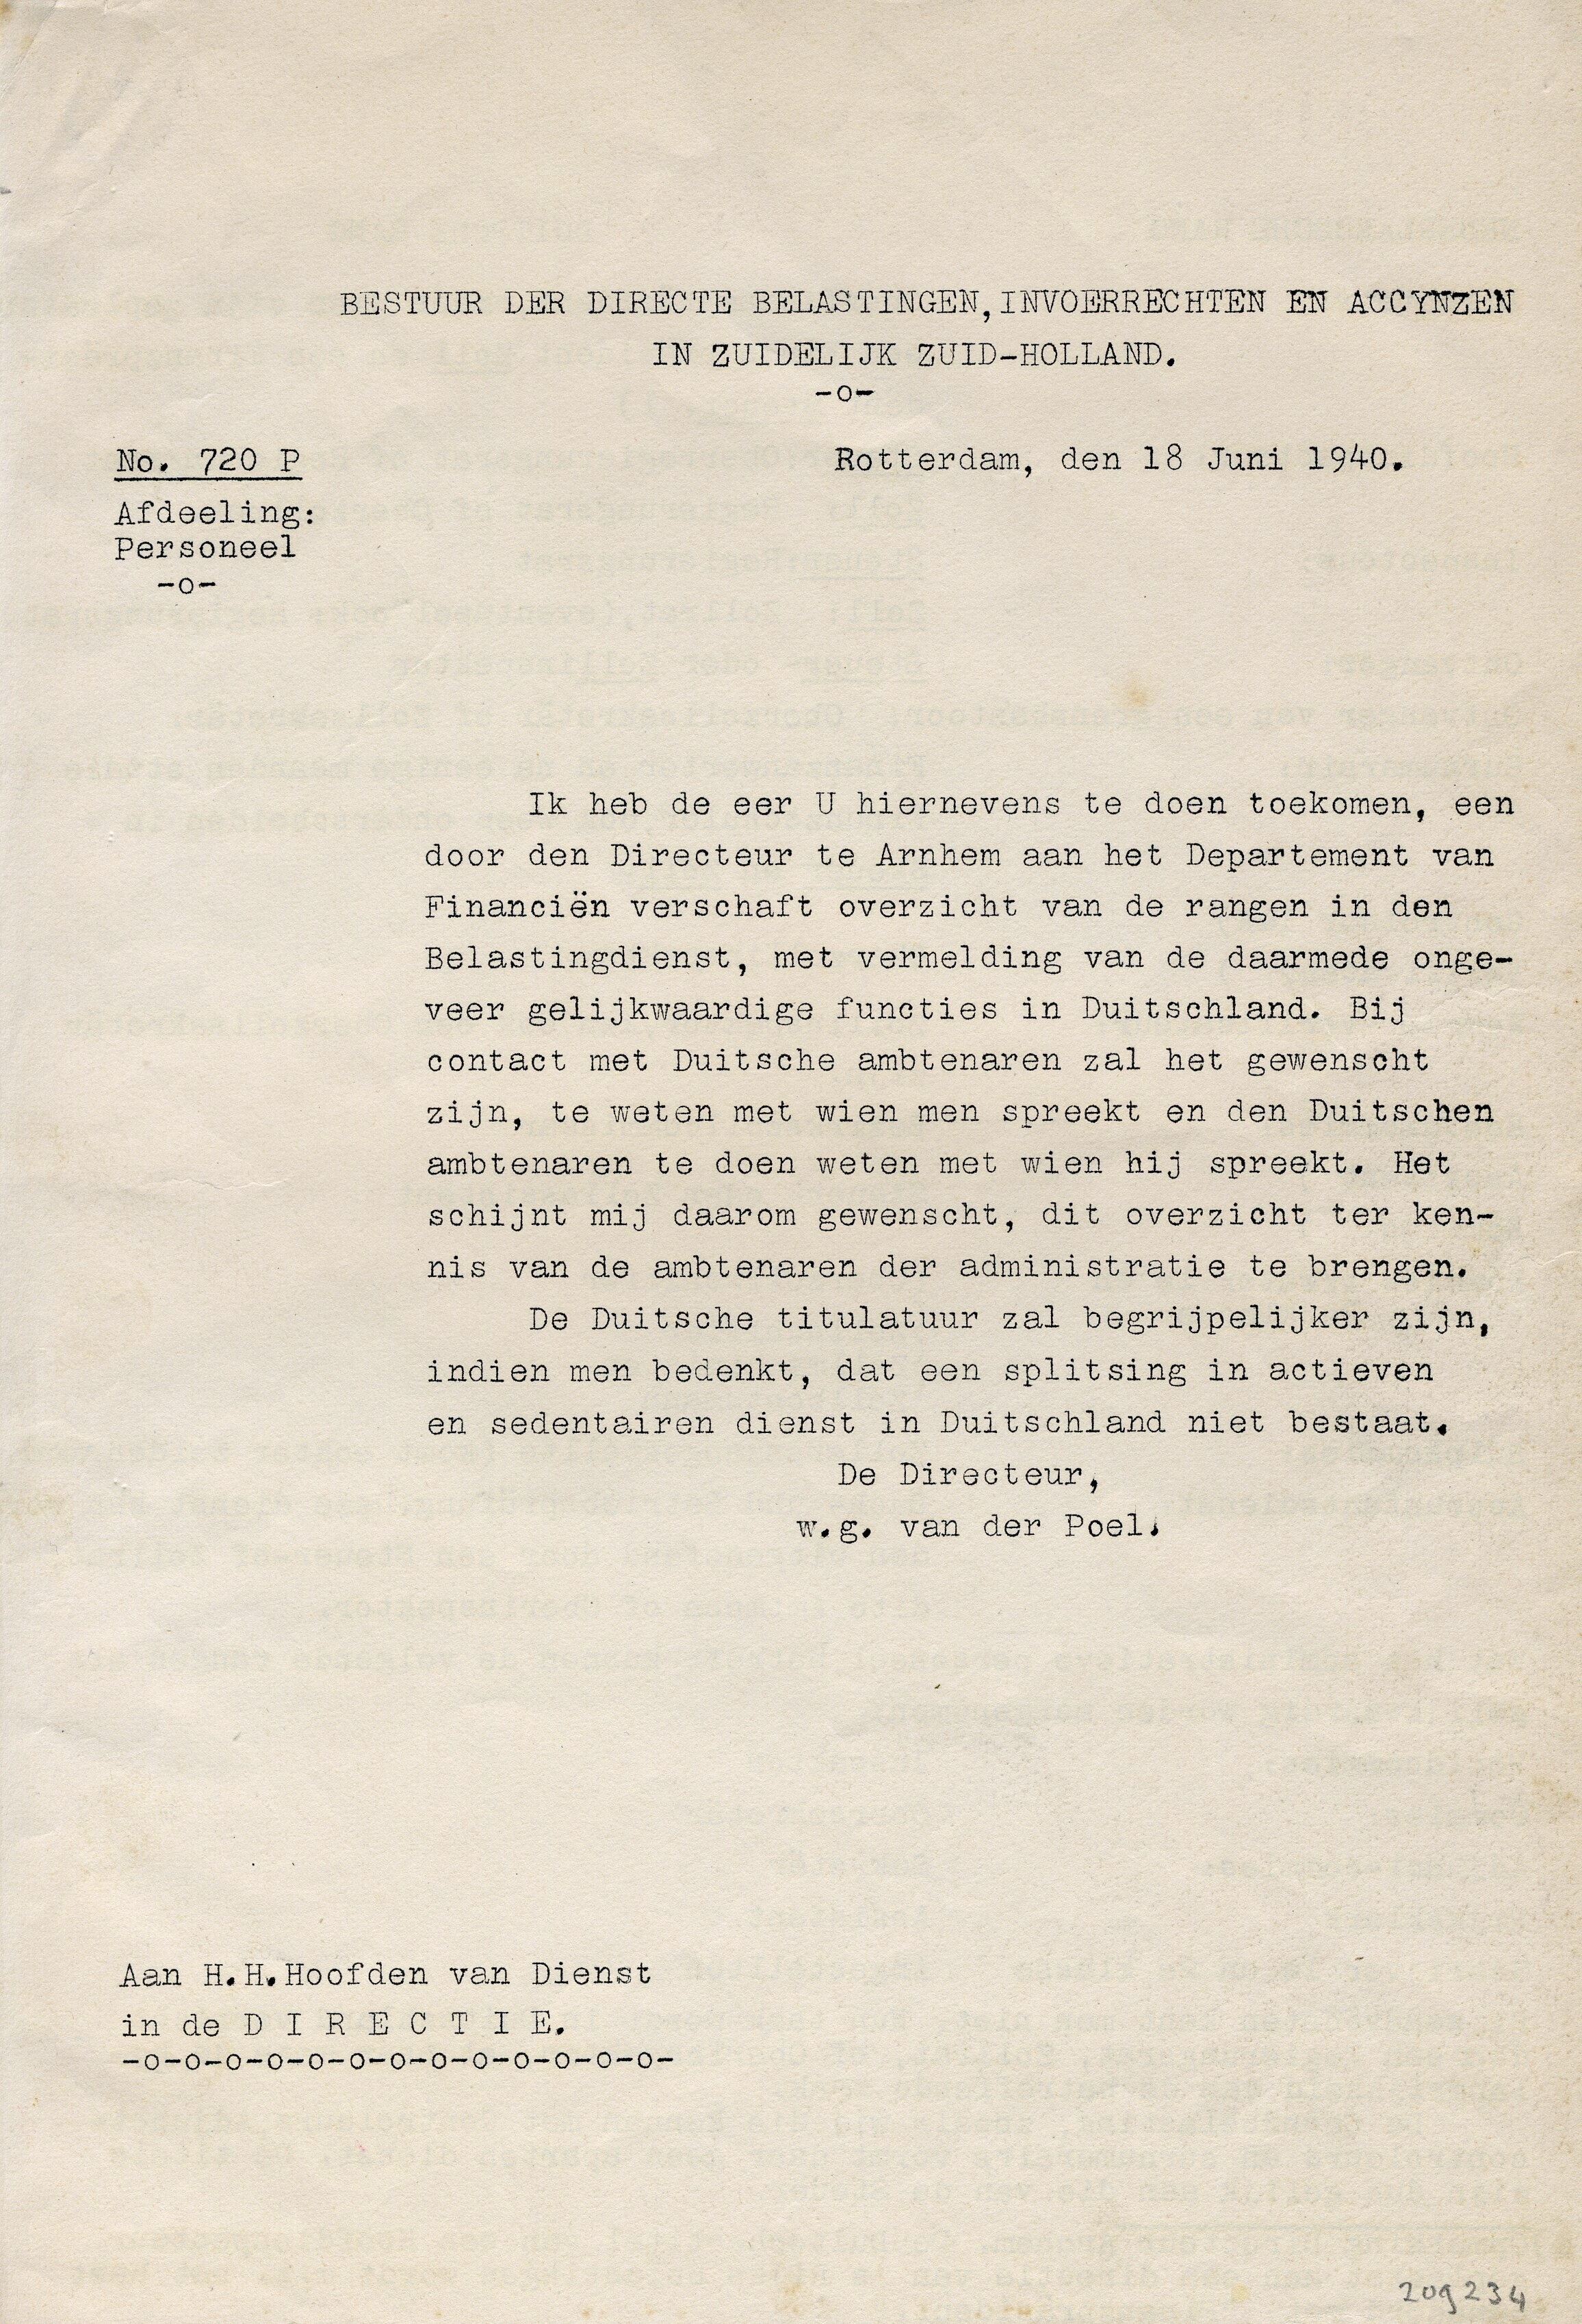 BESTUUR DER DIRECTE BELASTINGEN, INVOERRECHTEN EN ACCYNZEN
IN ZUIDELIJK ZUID-HOLLAND.
-o-
No. 720 P
Rotterdam, den 18 Juni 1940.
Afdeeling:
Personeel
-o-
Ik heb de eer U hiernevens te doen toekomen, een
door den Directeur te Arnhem aan het Departement van
Financiën verschaft overzicht van de rangen in den
Belastingdienst, met vermelding van de daarmede onge-
veer gelijkwaardige functies in Duitschland. Bij
contact met Duitsche ambtenaren zal het gewenscht
zijn, te weten met wien men spreekt en den Duitschen
ambtenaren te doen weten met wien hij spreekt. Het
schijnt mij daarom gewenscht, dit overzicht ter ken-
nis van de ambtenaren der administratie te brengen.
De Duitsche titulatuur zal begrijpelijker zijn,
indien men bedenkt, dat een splitsing in actieven
en sedentairen dienst in Duitschland niet bestaat.
De Directeur,
w.g. van der Poel.
Aan H.H.Hoofden van Dienst
in de D I R E C T I E.
-o-o-o-o-o-o-o-o-o-o-o-o-o-
209234